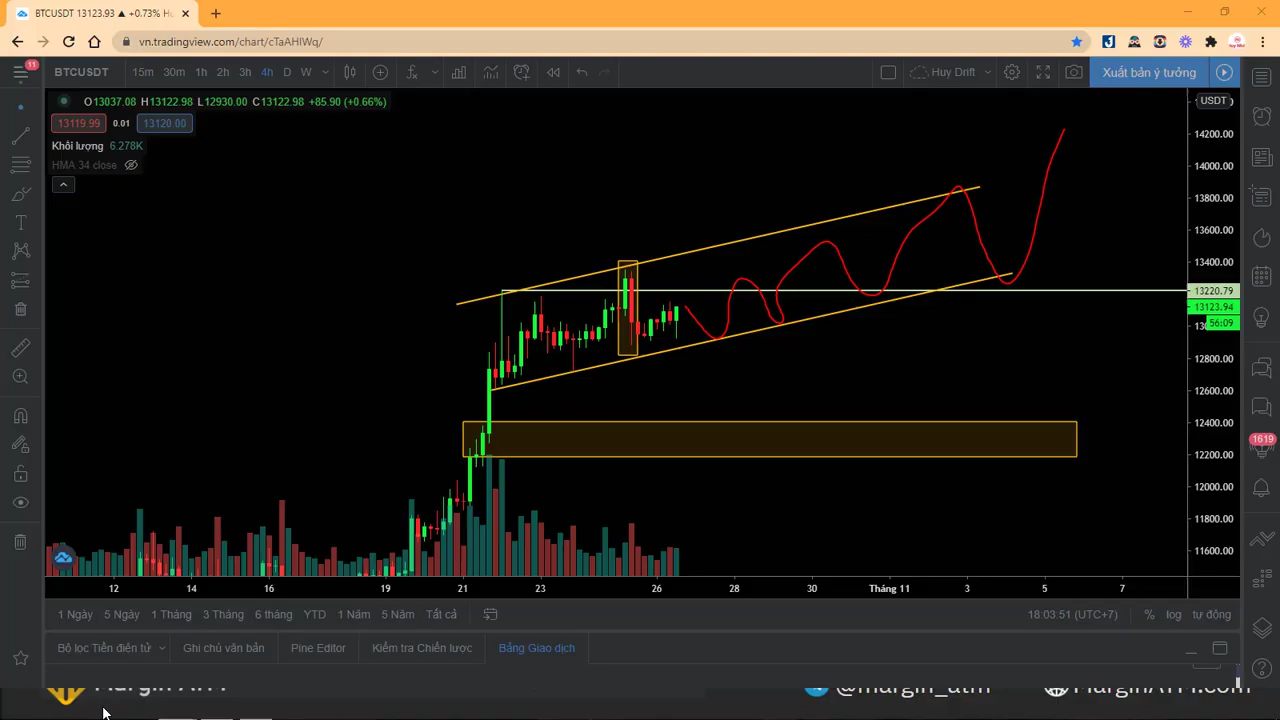 BTCUSDT 13123.93 ▲ +0.73% Hu
vn.tradingview.com/chart/cTaAHIWq/
11
BTCUSDT 15m 30m 1h 2h 3h 4h D W Huy Drift Xuất bản ý tưởng
O13037.08 H13122.98 L12930.00 C13122.98 +85.90 (+0.66%)
USDT
13119.99 0.01 13120.00
Khối lượng 6.278K
HMA 34 close
14200.00
14000.00
13800.00
13600.00
13400.00
13220.79
13123.94
56:09
12800.00
12600.00
12400.00
12200.00
12000.00
11800.00
11600.00
1619
12 14 16 19 21 23 26 28 30 Tháng 11 3 5 7
1 Ngày 5 Ngày 1 Tháng 3 Tháng 6 tháng YTD 1 Năm 5 Năm Tất cả 18:03:51 (UTC+7) % log tự động
Bộ lọc Tiền điện tử Ghi chú văn bản Pine Editor Kiểm tra Chiến lược Bảng Giao dịch
Margin ATM @margin_atm MarginATM.com